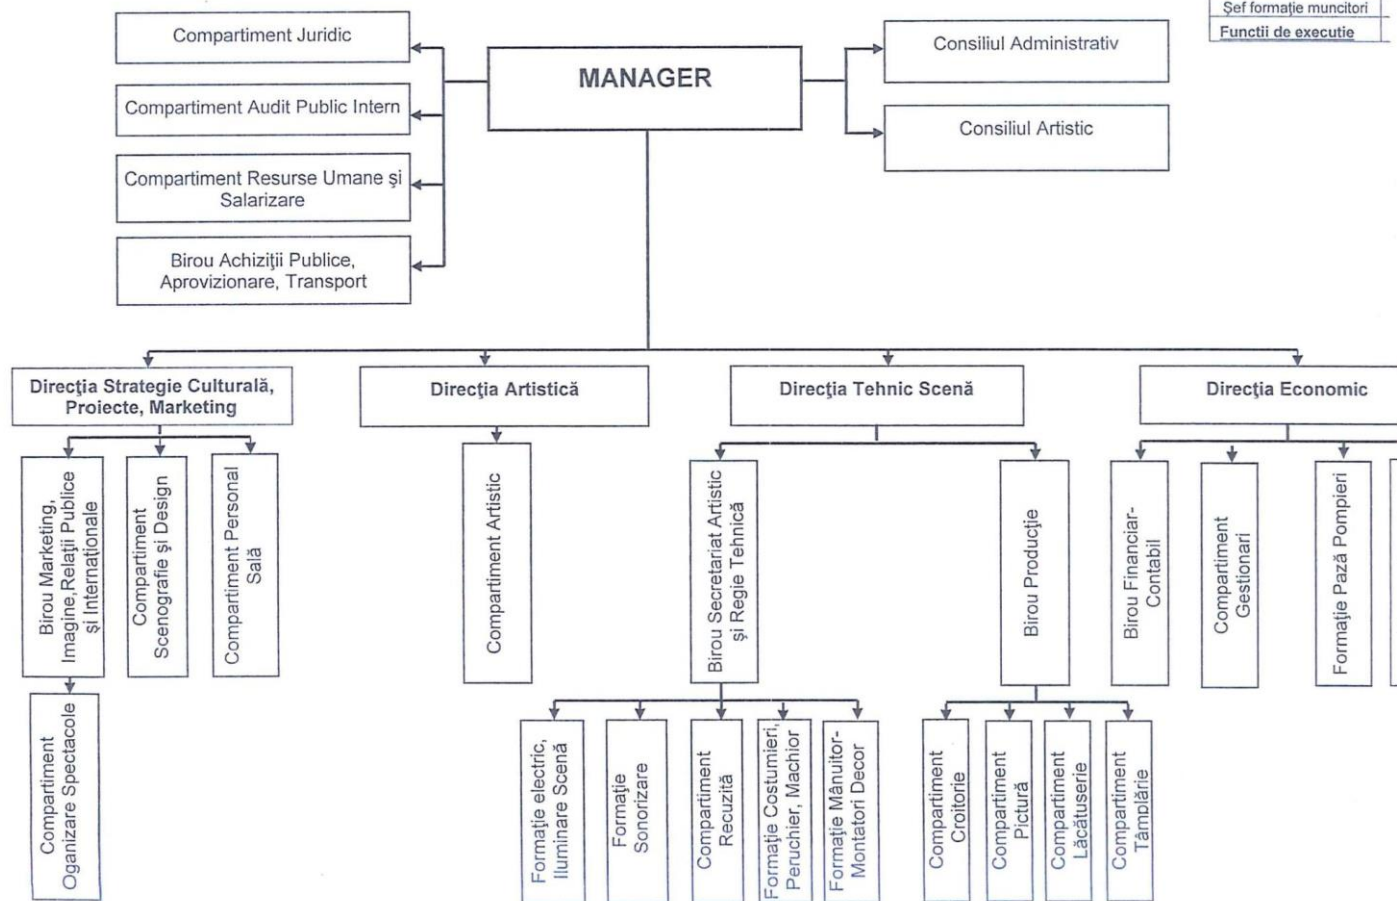 Şef formaţie muncitori
Functii de executie
Compartiment Juridic
Compartiment Audit Public Intern
Compartiment Resurse Umane şi
Salarizare
Birou Achiziţii Publice,
Aprovizionare, Transport
MANAGER
Consiliul Administrativ
Consiliul Artistic
Direcţia Strategie Culturală,
Proiecte, Marketing
Direcţia Artistică
Direcţia Tehnic Scenă
Direcţia Economic
Birou Marketing,
Imagine,Relaţii Publice
şi Internaţionale
Compartiment
Scenografie şi Design
Compartiment Personal
Sală
Compartiment Artistic
Birou Secretariat Artistic
şi Regie Tehnică
Birou Producţie
Birou Financiar-
Contabil
Compartiment
Gestionari
Formaţie Pază Pompieri
Compartiment
Oganizare Spectacole
Formaţie electric,
Iluminare Scenă
Formaţie
Sonorizare
Compartiment
Recuzită
Formaţie Costumieri,
Peruchier, Machior
Formaţie Mânuitor-
Montatori Decor
Compartiment
Croitorie
Compartiment
Pictură
Compartiment
Lăcătuserie
Compartiment
Tâmplărie